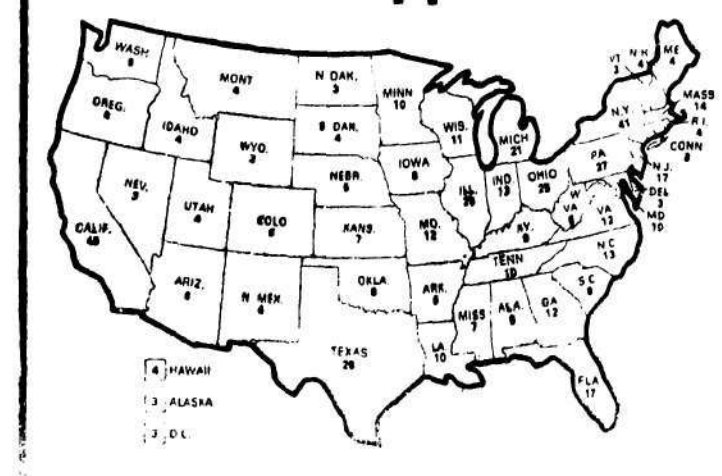 WASH
MONT
4
N DAK.
3
MINN
10
VT
3
N H
4
ME
4
OREG.
IDAHO
4
WYO.
3
S DAK.
4
WIS.
11
MICH
21
N.Y.
41
MASS
14
R I.
4
CONN
8
NEV.
3
UTAH
4
COLO
NEBR
5
IOWA
8
ILL
IND
13
OHIO
25
PA
27
N.J.
17
DEL
3
MD
10
CALIF.
45
KANS.
7
MO.
12
KY.
9
W
VA
VA
12
ARIZ.
N MEX.
4
OKLA.
8
ARK.
TENN
10
N C
13
S C
8
TEXAS
26
LA
10
MISS
7
ALA.
9
GA
12
FLA
17
4 HAWAII
3 ALASKA
3 D C.